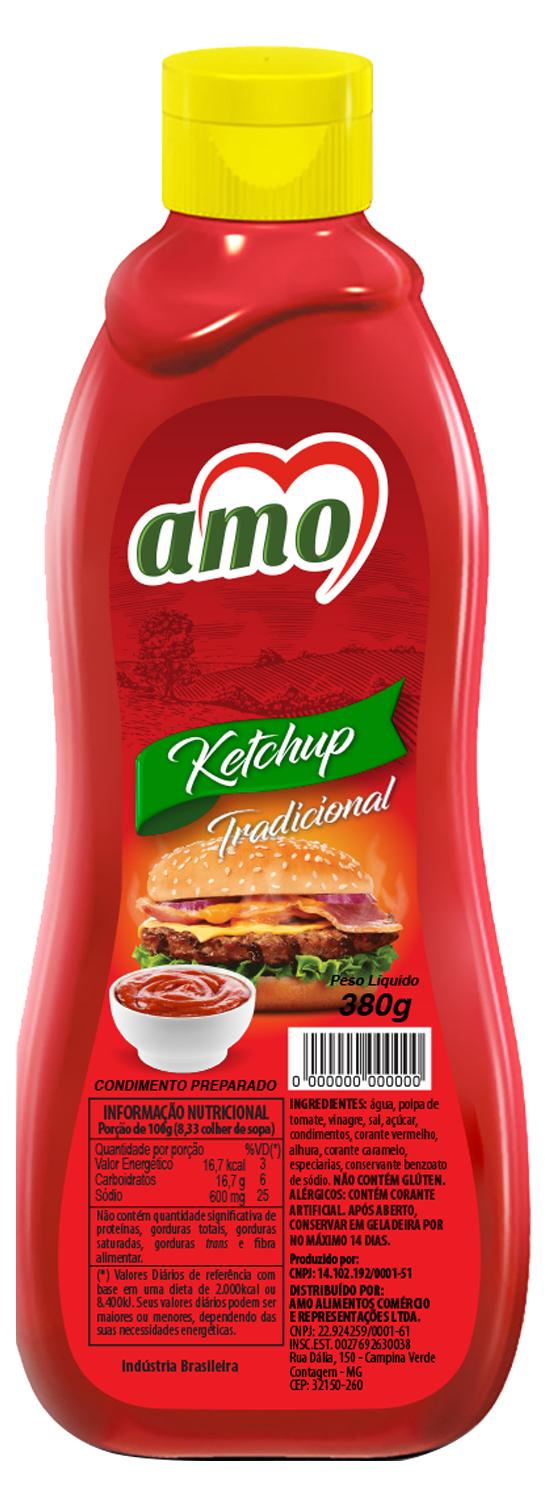 amo
Ketchup
Tradicional
Peso Líquido
380g
0 000000 000000
CONDIMENTO PREPARADO
INFORMAÇÃO NUTRICIONAL
Porção de 100g (8,33 colher de sopa)
Quantidade por porção %VD(*)
Valor Energético 16,7 kcal 3
Carboidratos 16,7 g 6
Sódio 600 mg 25
Não contém quantidade significativa de
proteínas, gorduras totais, gorduras
saturadas, gorduras trans e fibra
alimentar.
(*) Valores Diários de referência com
base em uma dieta de 2.000kcal ou
8.400kJ. Seus valores diários podem ser
maiores ou menores, dependendo das
suas necessidades energéticas.
Indústria Brasileira
INGREDIENTES: água, polpa de
tomate, vinagre, sal, açúcar,
condimentos, corante vermelho,
alhura, corante caramelo,
especiarias, conservante benzoato
de sódio. NÃO CONTÉM GLÚTEN.
ALÉRGICOS: CONTÉM CORANTE
ARTIFICIAL. APÓS ABERTO,
CONSERVAR EM GELADEIRA POR
NO MÁXIMO 14 DIAS.
Produzido por:
CNPJ: 14.102.192/0001-51
DISTRIBUÍDO POR:
AMO ALIMENTOS COMÉRCIO
E REPRESENTAÇÕES LTDA.
CNPJ: 22.924259/0001-61
INSC.EST. 0027692630038
Rua Dália, 150 - Campina Verde
Contagem - MG
CEP: 32150-260